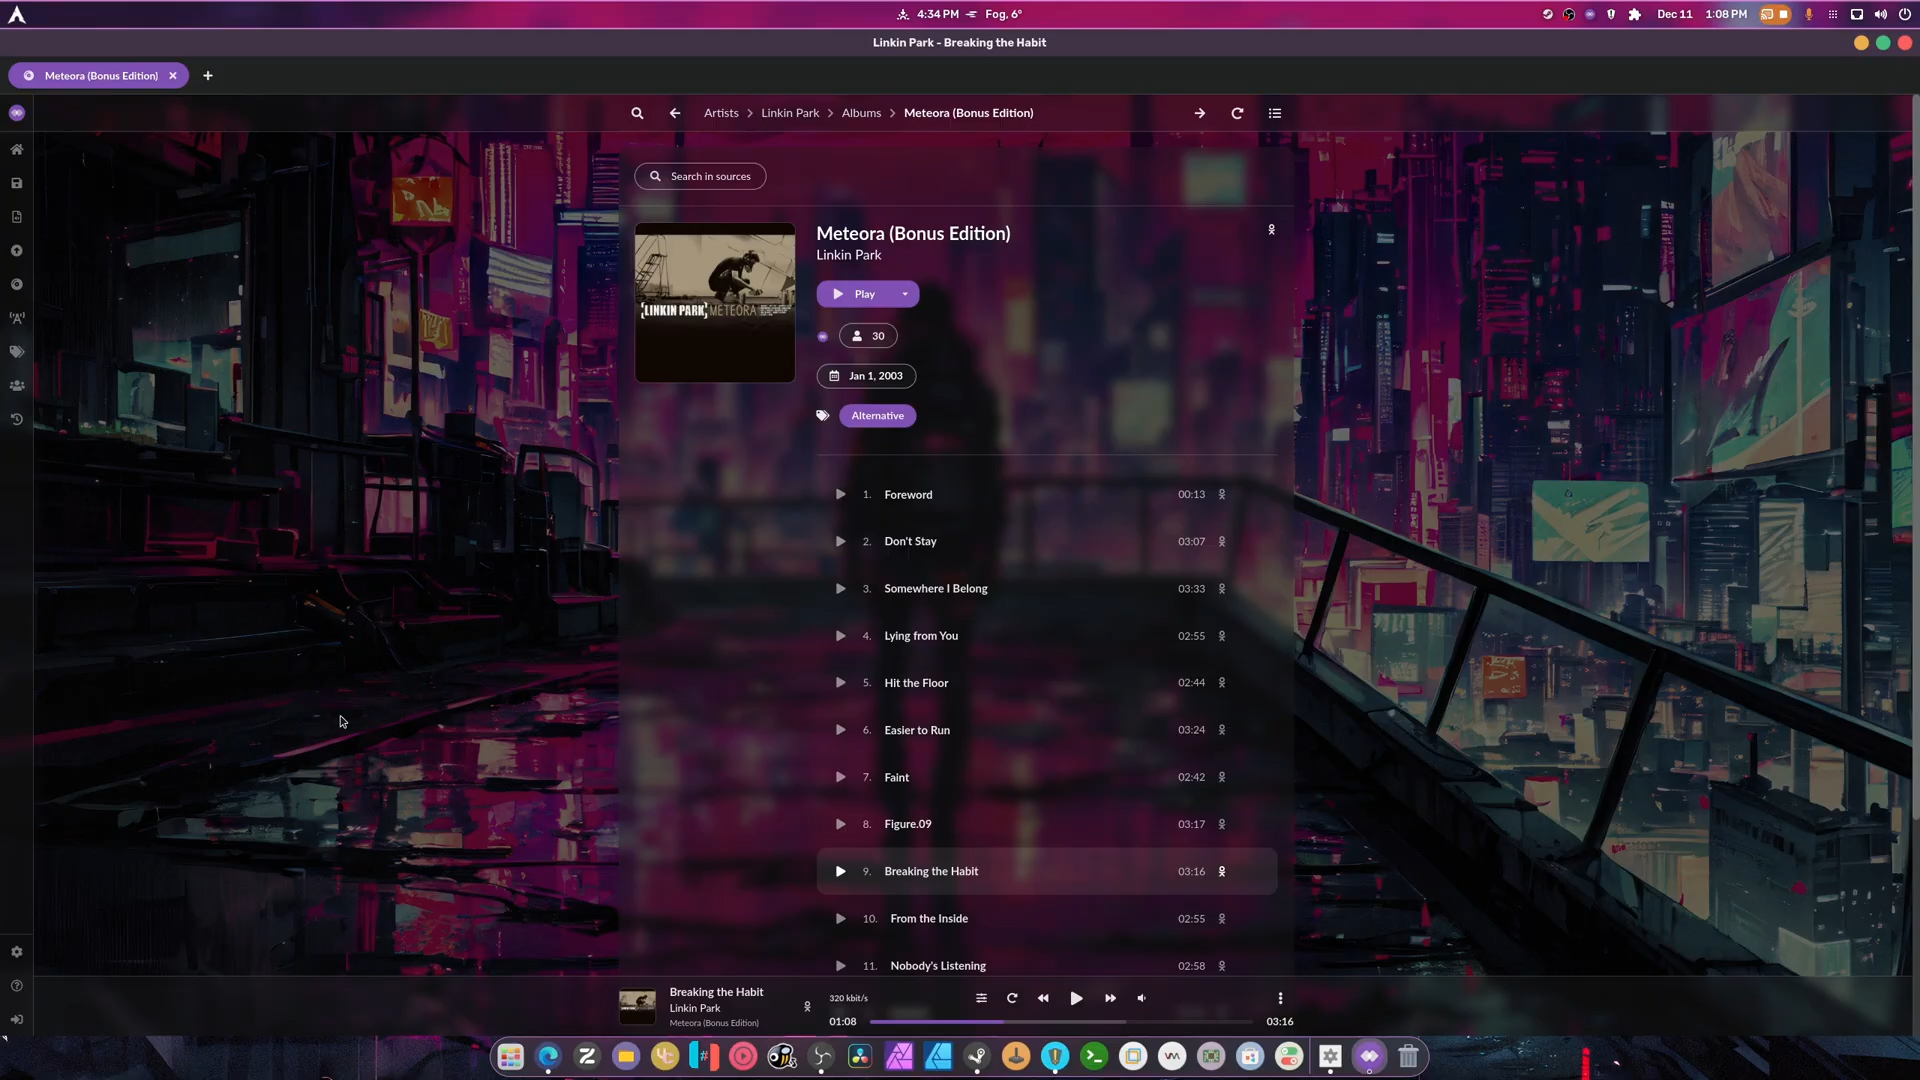 4:34 PM Fog, 6°
Dec 11 1:08 PM
Linkin Park - Breaking the Habit
Meteora (Bonus Edition)
Artists Linkin Park Albums Meteora (Bonus Edition)
Search in sources
Meteora (Bonus Edition)
Linkin Park
[LINKIN PARK] METEORA
Play
30
Jan 1, 2003
Alternative
1. Foreword 00:13
2. Don't Stay 03:07
3. Somewhere I Belong 03:33
4. Lying from You 02:55
5. Hit the Floor 02:44
6. Easier to Run 03:24
7. Faint 02:42
8. Figure.09 03:17
9. Breaking the Habit 03:16
10. From the Inside 02:55
11. Nobody's Listening 02:58
Breaking the Habit
Linkin Park
Meteora (Bonus Edition)
320 kbit/s
01:08 03:16